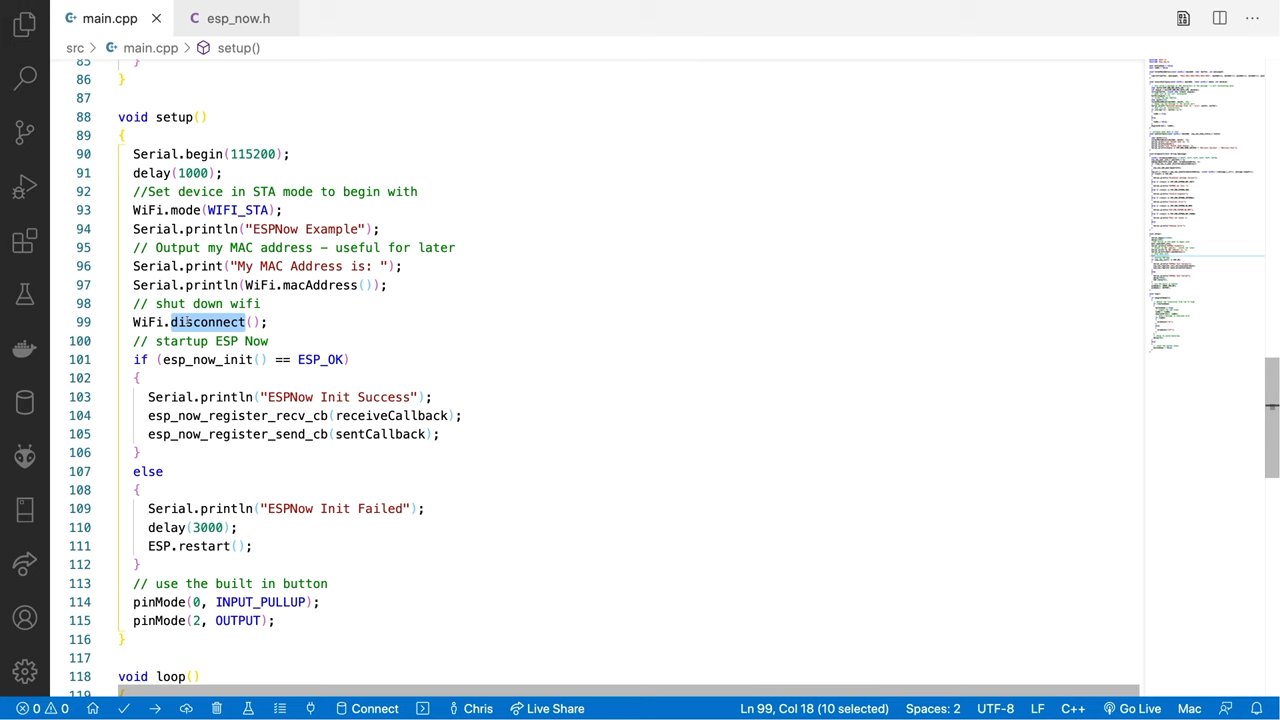 main.cpp
esp_now.h
src > main.cpp > setup()
85 }
86 }
87
88 void setup()
89 {
90 Serial.begin(115200);
91 delay(1000);
92 //Set device in STA mode to begin with
93 WiFi.mode(WIFI_STA);
94 Serial.println("ESPNow Example");
95 // Output my MAC address – useful for later
96 Serial.print("My MAC Address is: ");
97 Serial.println(WiFi.macAddress());
98 // shut down wifi
99 WiFi.disconnect();
100 // startup ESP Now
101 if (esp_now_init() == ESP_OK)
102 {
103 Serial.println("ESPNow Init Success");
104 esp_now_register_recv_cb(receiveCallback);
105 esp_now_register_send_cb(sentCallback);
106 }
107 else
108 {
109 Serial.println("ESPNow Init Failed");
110 delay(3000);
111 ESP.restart();
112 }
113 // use the built in button
114 pinMode(0, INPUT_PULLUP);
115 pinMode(2, OUTPUT);
116 }
117
118 void loop()
119 {
0 0 Connect Chris Live Share Ln 99, Col 18 (10 selected) Spaces: 2 UTF-8 LF C++ Go Live Mac